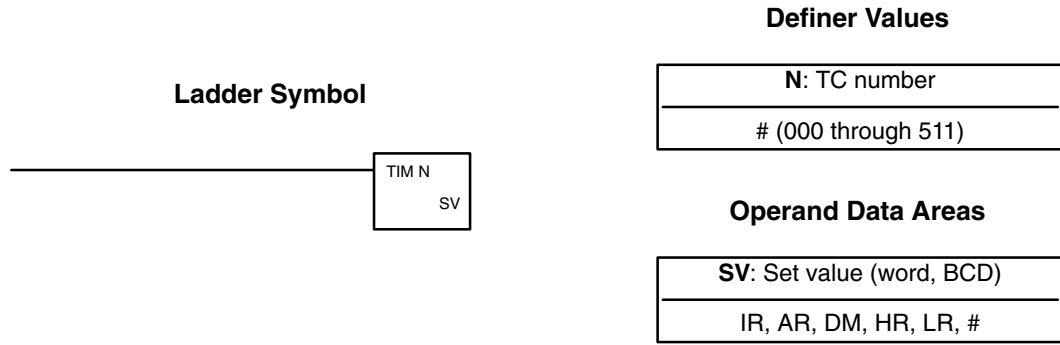 Ladder Symbol
TIM N
SV
Definer Values
N: TC number
# (000 through 511)
Operand Data Areas
SV: Set value (word, BCD)
IR, AR, DM, HR, LR, #